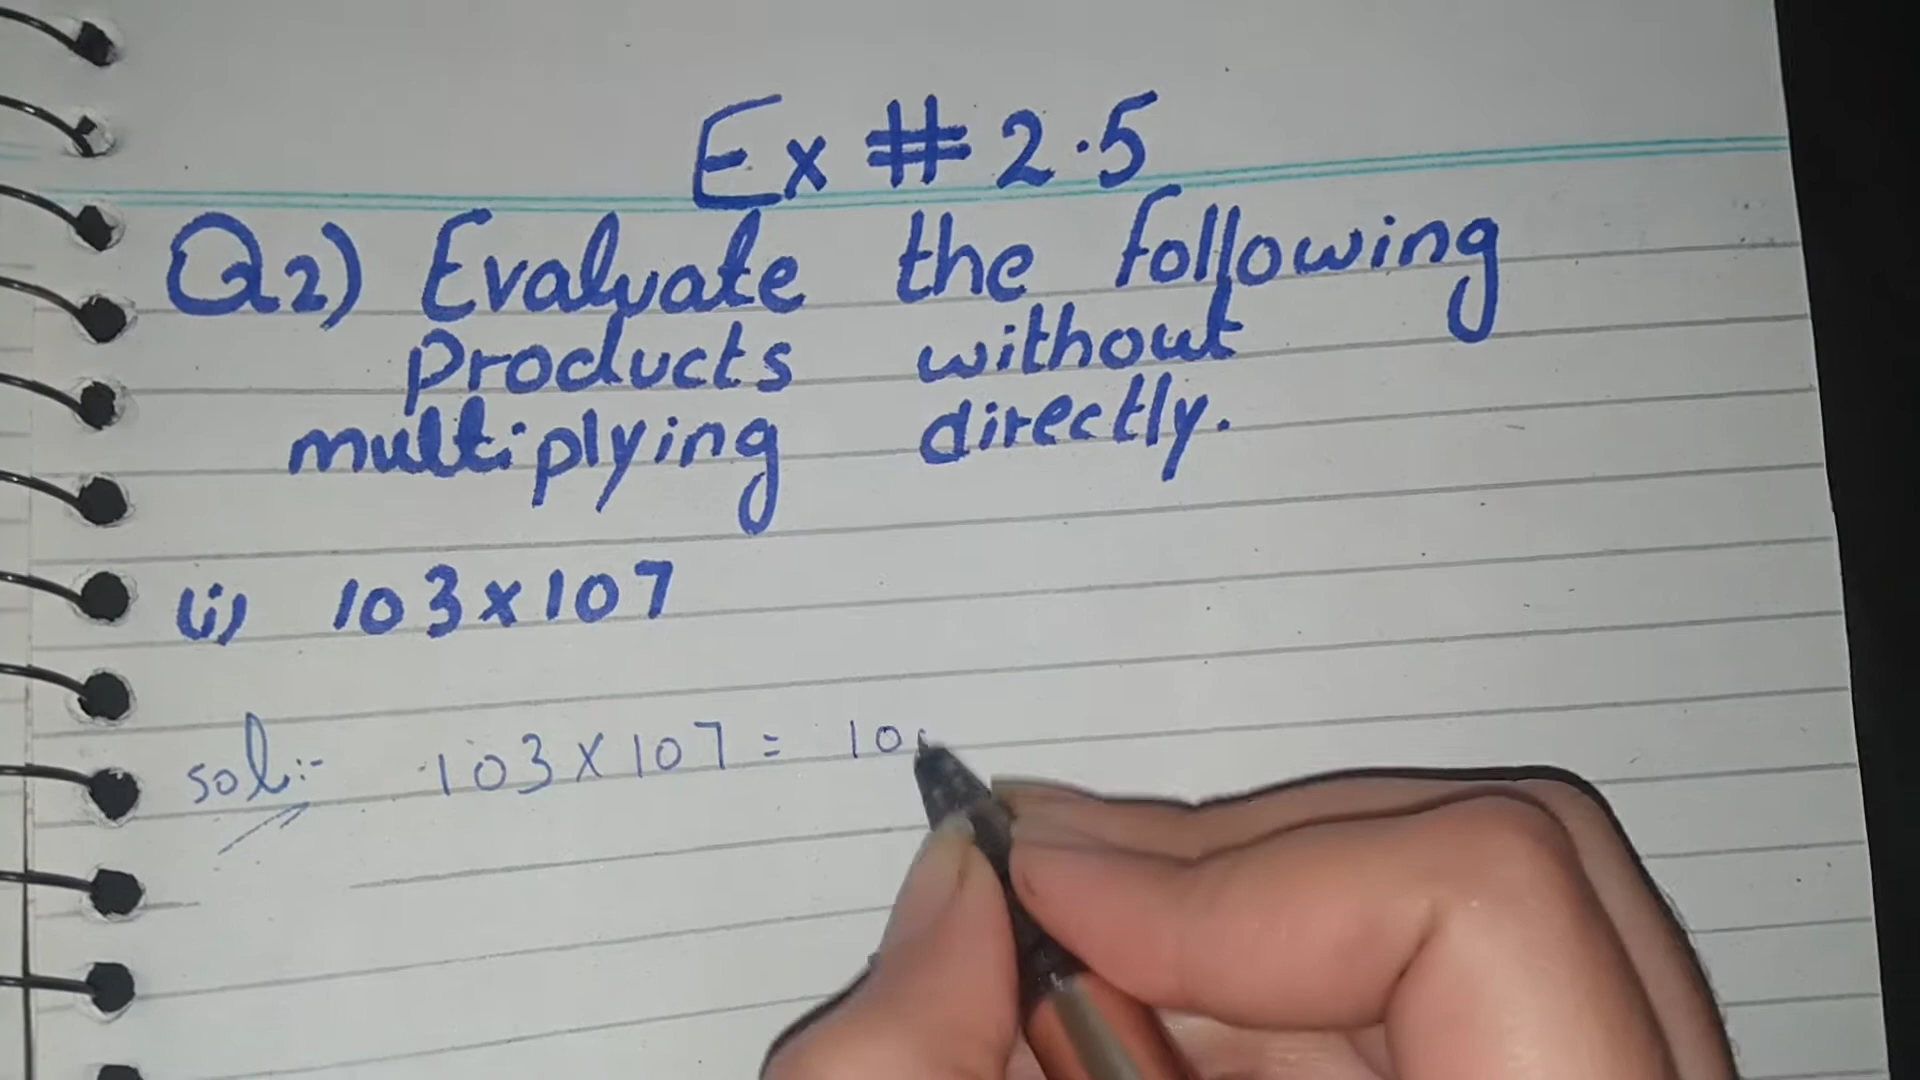 Ex # 2.5
Q2) Evaluate the following
products without
multiplying directly.
(i) 103×107
sol:- 103×107 = 10